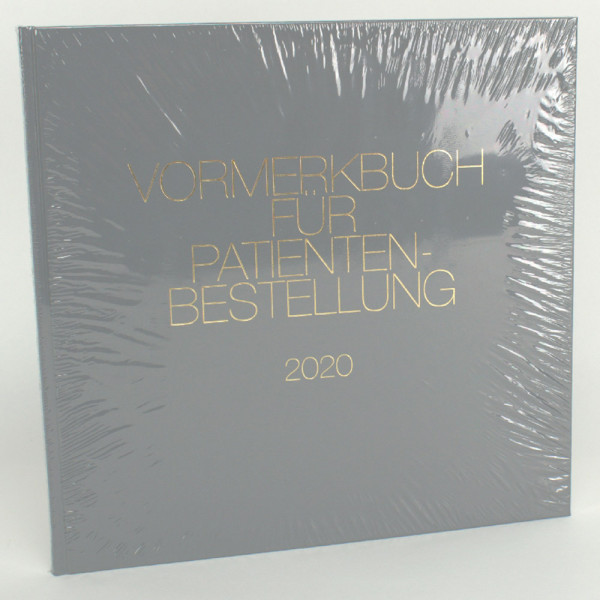 VORMERKBUCH
FÜR
PATIENTEN-
BESTELLUNG
2020